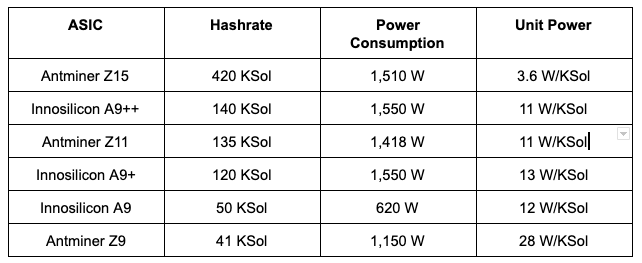 ASIC Hashrate Power Consumption Unit Power
Antminer Z15 420 KSol 1,510 W 3.6 W/KSol
Innosilicon A9++ 140 KSol 1,550 W 11 W/KSol
Antminer Z11 135 KSol 1,418 W 11 W/KSol
Innosilicon A9+ 120 KSol 1,550 W 13 W/KSol
Innosilicon A9 50 KSol 620 W 12 W/KSol
Antminer Z9 41 KSol 1,150 W 28 W/KSol